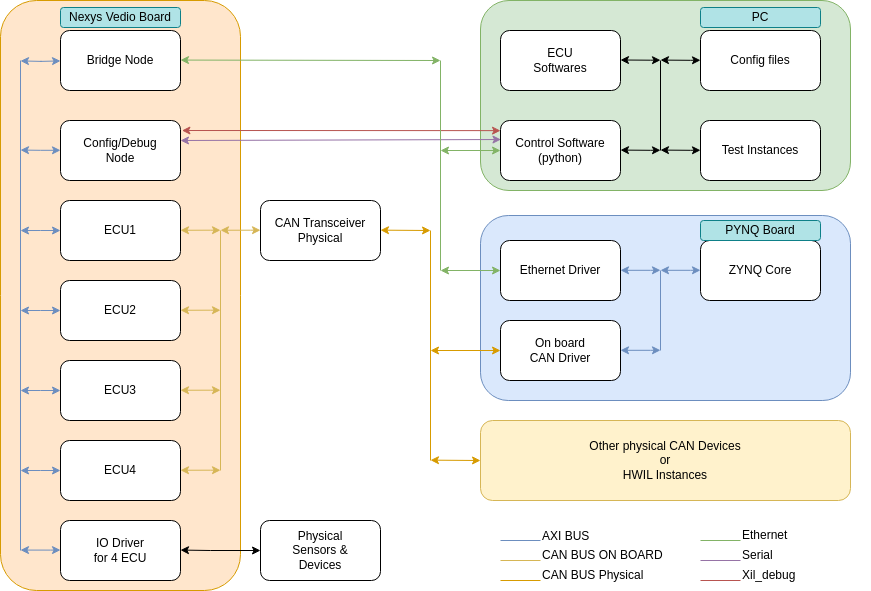 Nexys Vedio Board
PC
Bridge Node
ECU
Softwares
Config files
Config/Debug
Node
Control Software
(python)
Test Instances
ECU1
CAN Transceiver
Physical
PYNQ Board
Ethernet Driver
ZYNQ Core
ECU2
On board
CAN Driver
ECU3
ECU4
Other physical CAN Devices
or
HWIL Instances
IO Driver
for 4 ECU
Physical
Sensors &
Devices
AXI BUS
Ethernet
CAN BUS ON BOARD
Serial
CAN BUS Physical
Xil_debug